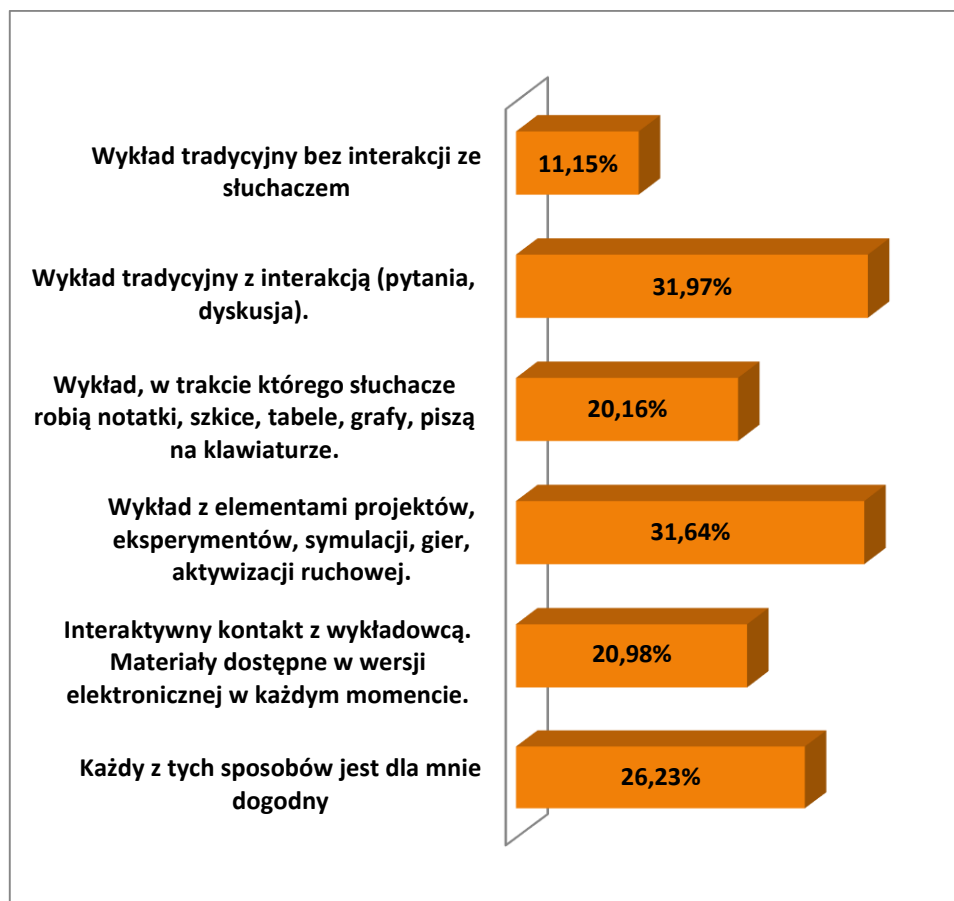 Wykład tradycyjny bez interakcji ze
słuchaczem
11,15%
Wykład tradycyjny z interakcją (pytania,
dyskusja).
31,97%
Wykład, w trakcie którego słuchacze
robią notatki, szkice, tabele, grafy, piszą
na klawiaturze.
20,16%
Wykład z elementami projektów,
eksperymentów, symulacji, gier,
aktywizacji ruchowej.
31,64%
Interaktywny kontakt z wykładowcą.
Materiały dostępne w wersji
elektronicznej w każdym momencie.
20,98%
Każdy z tych sposobów jest dla mnie
dogodny
26,23%